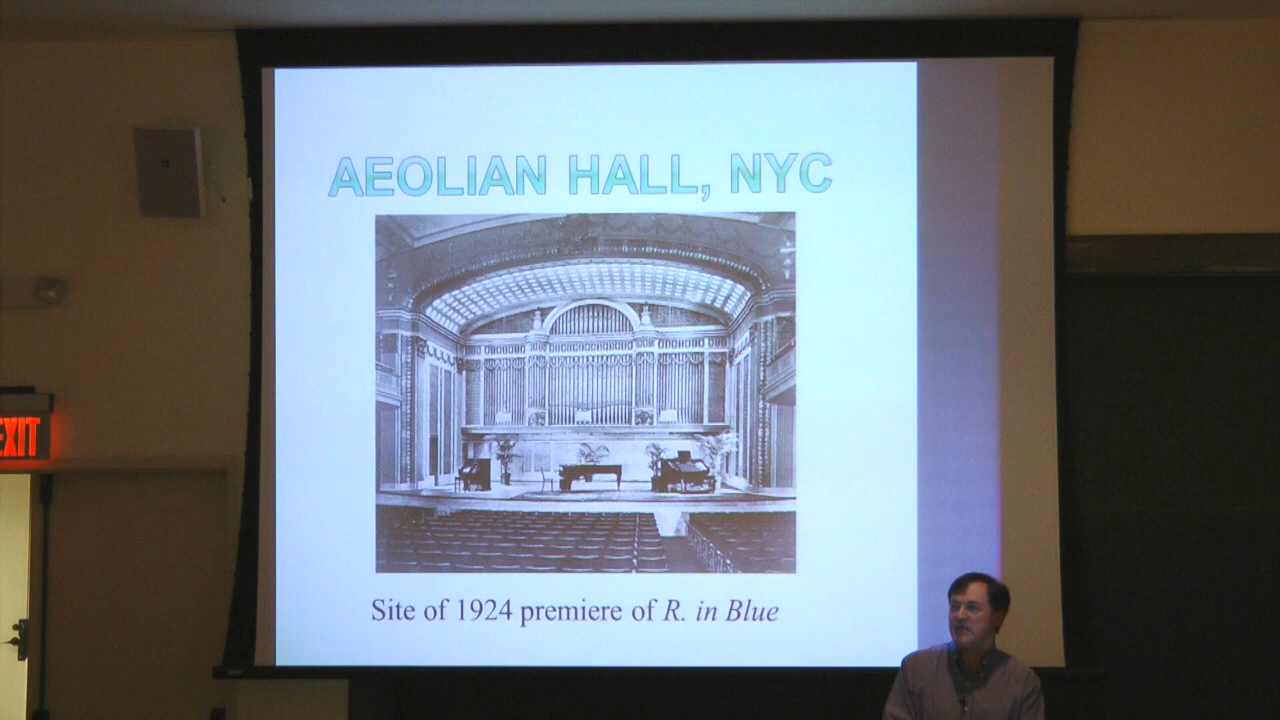 AEOLIAN HALL, NYC
EXIT
Site of 1924 premiere of R. in Blue